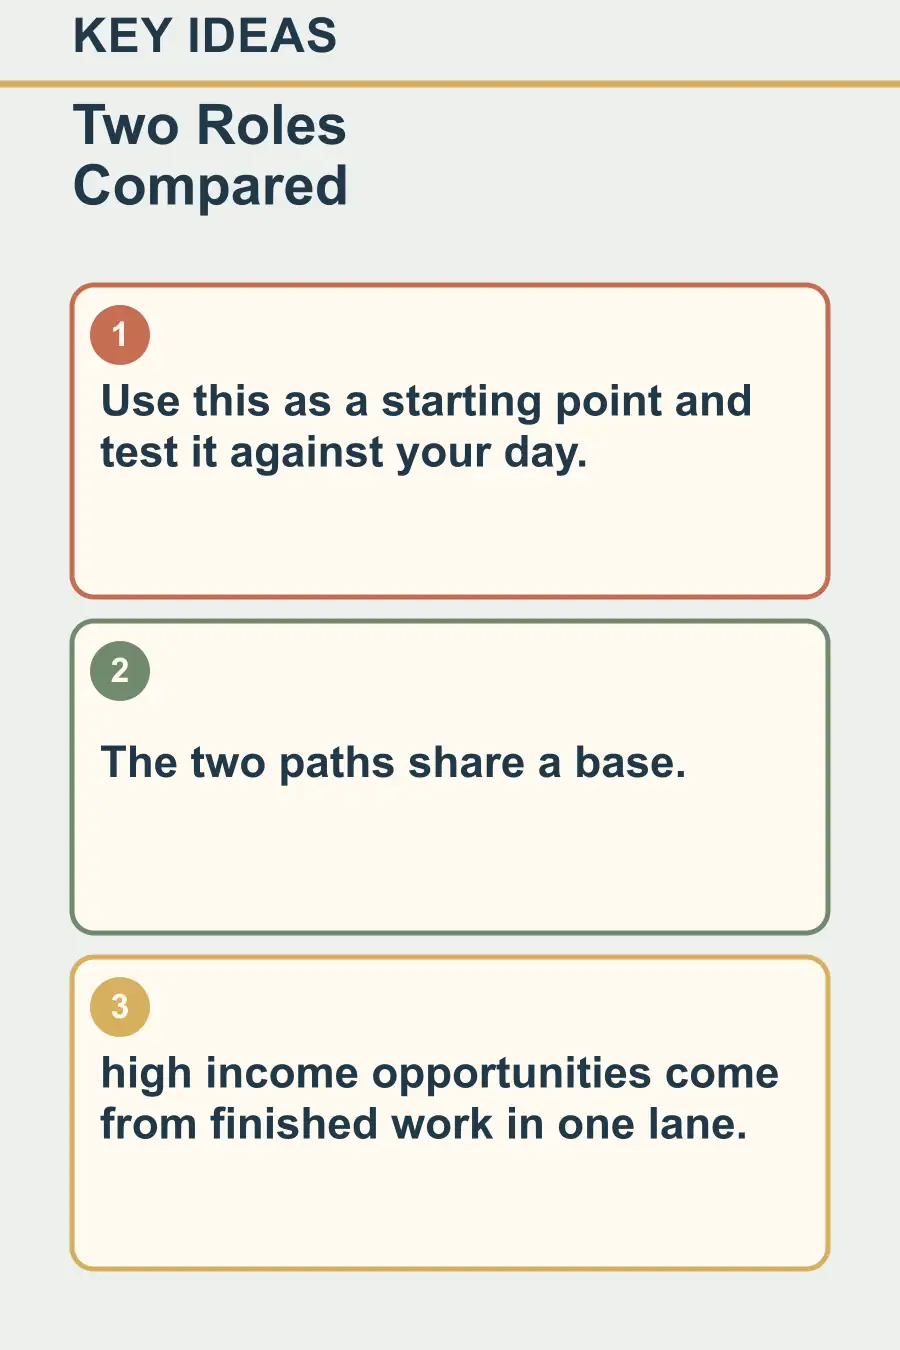 KEY IDEAS
Two Roles
Compared
1
Use this as a starting point and
test it against your day.
2
The two paths share a base.
3
high income opportunities come
from finished work in one lane.